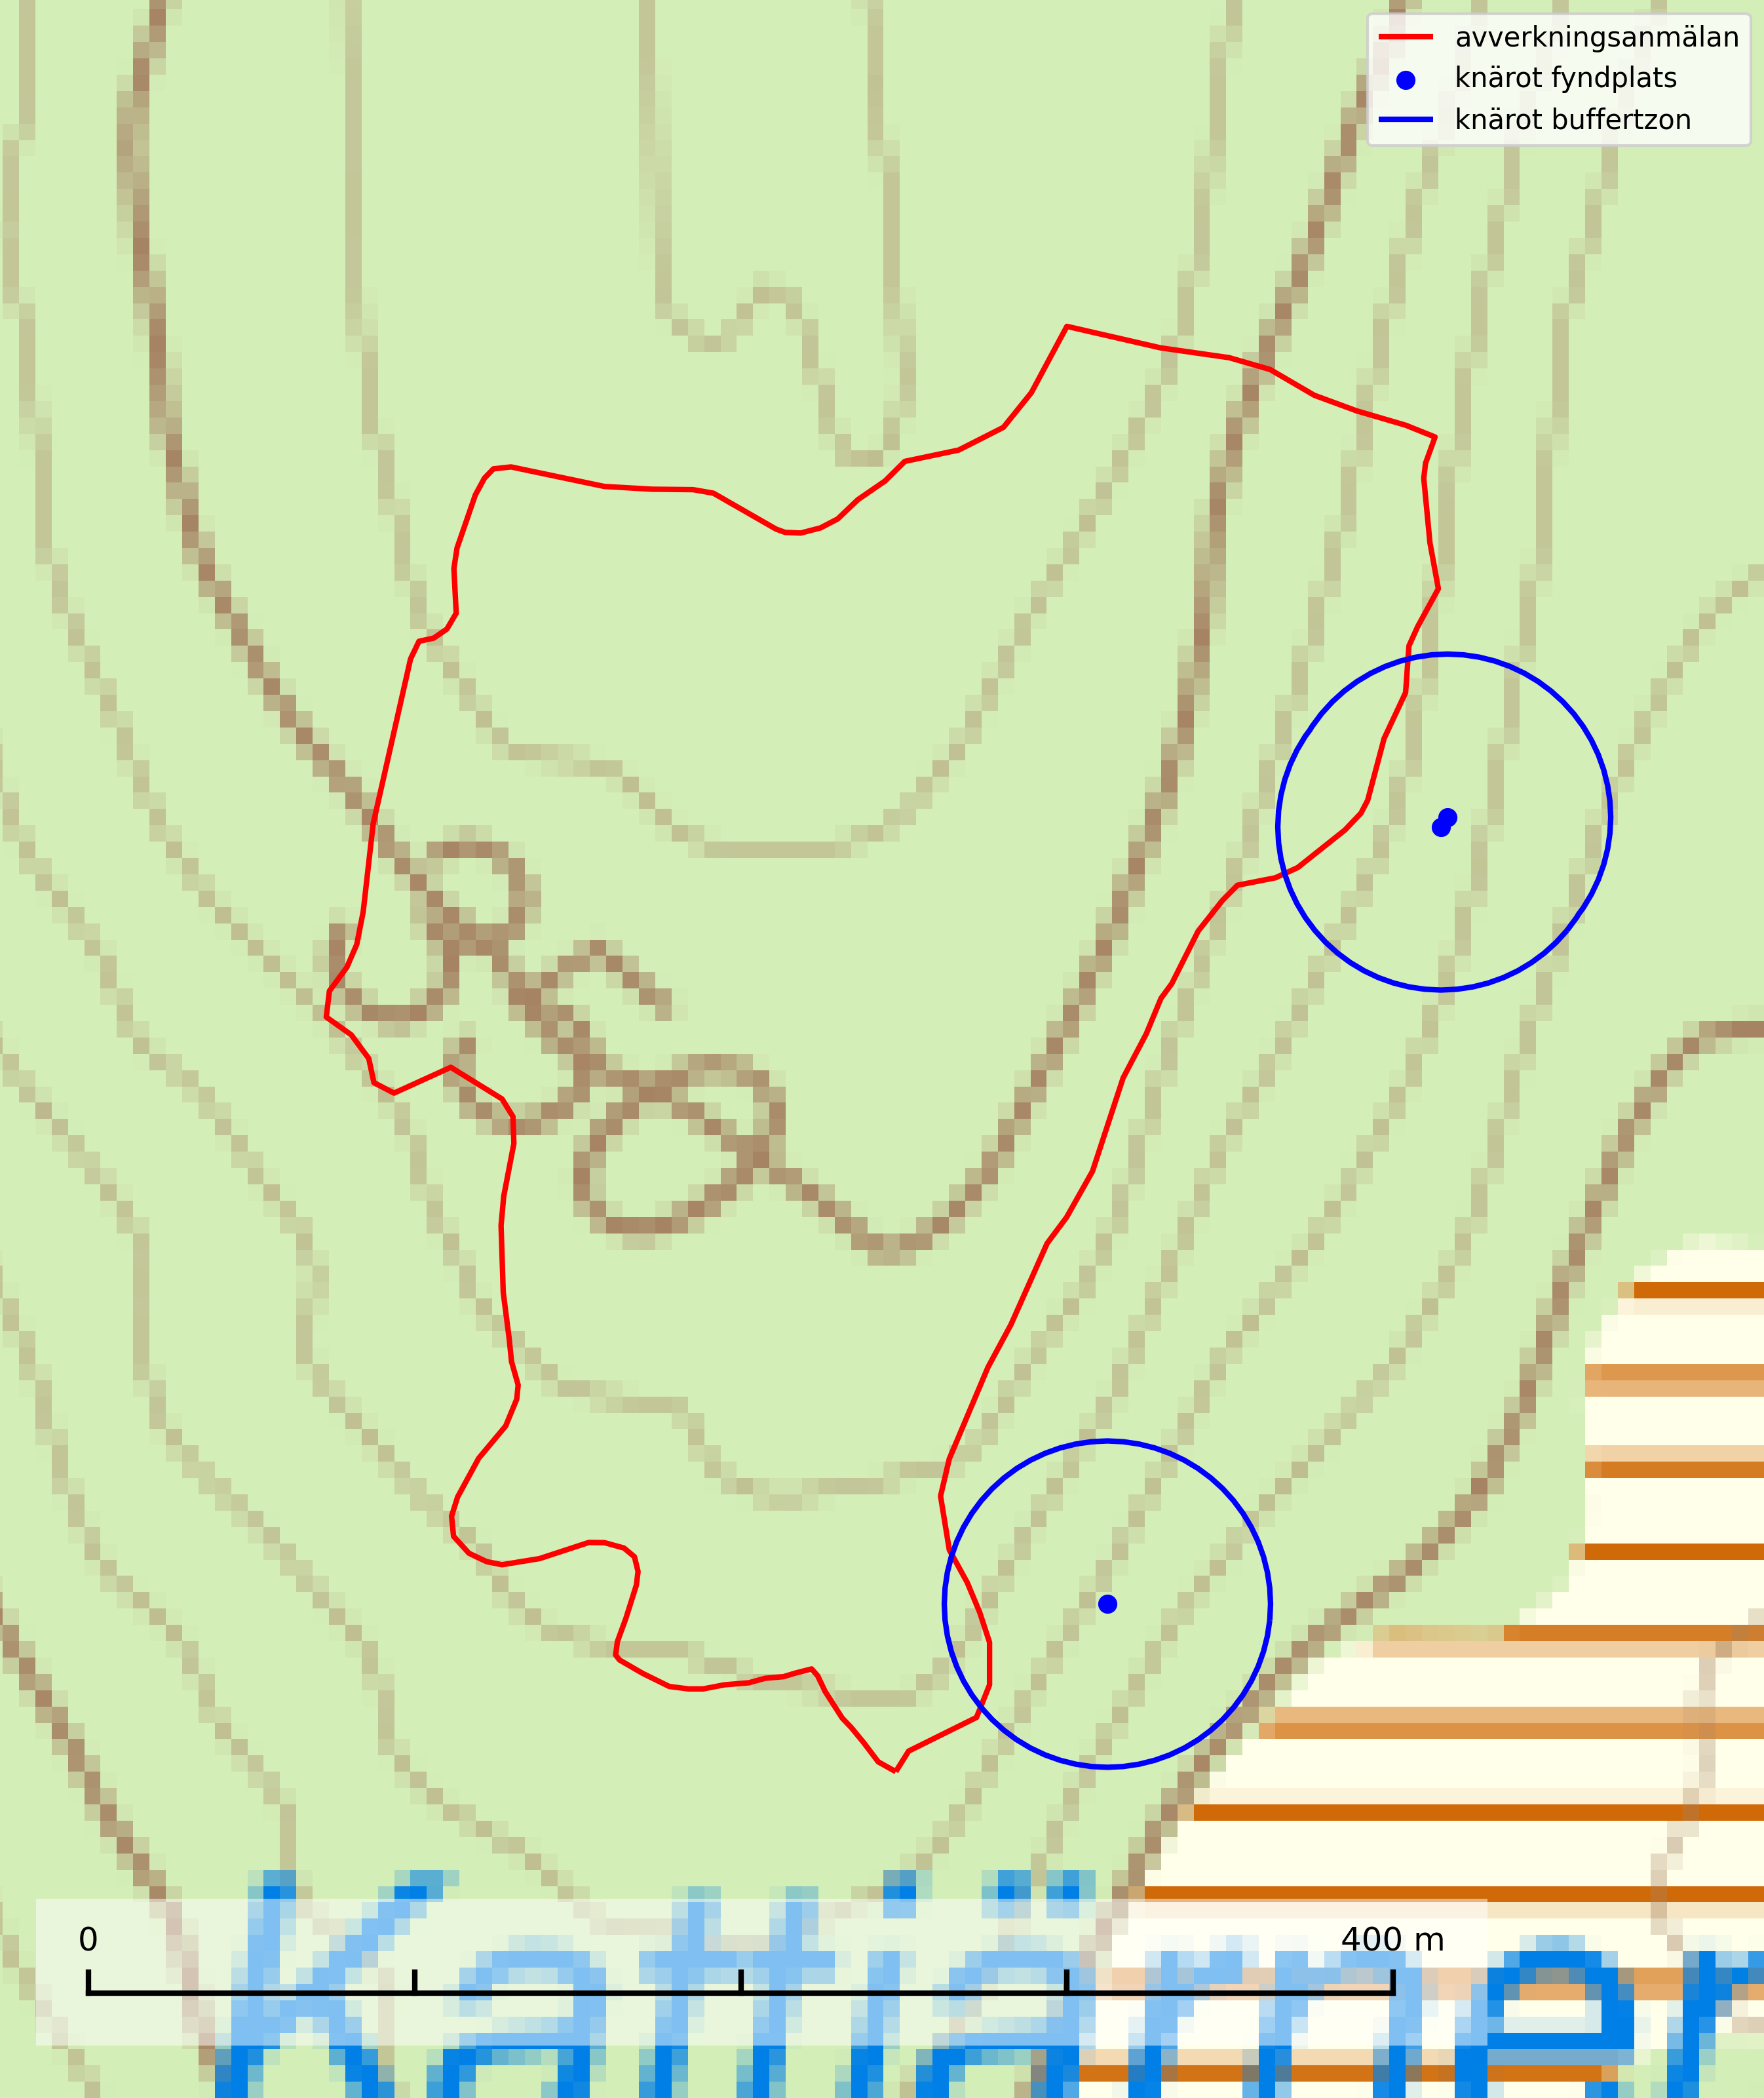 avverkningsanmälan
knärot fyndplats
knärot buffertzon
0 400 m